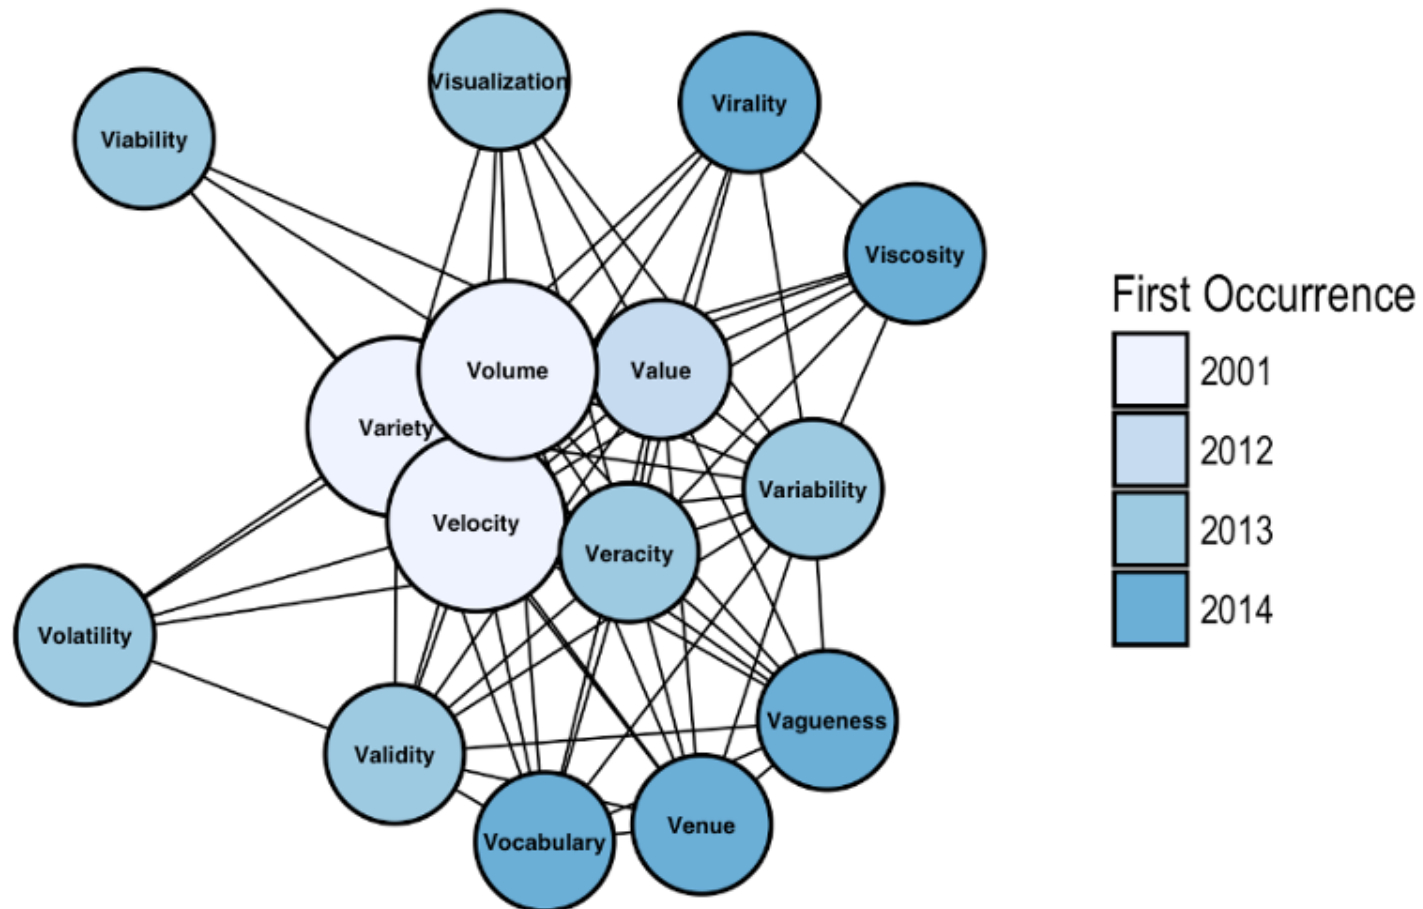 Visualization
Virality
Viability
Viscosity
Volume
Value
Variety
Variability
Velocity
Veracity
Volatility
Vagueness
Validity
Venue
Vocabulary
First Occurrence
2001
2012
2013
2014